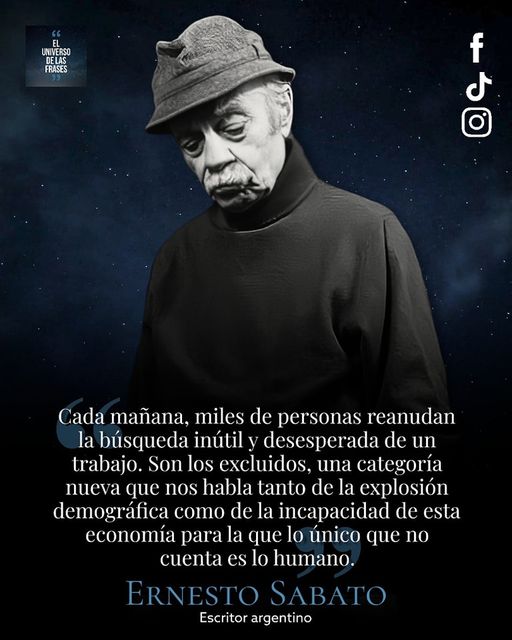 “
EL
UNIVERSO
DE LAS
FRASES
”
Cada mañana, miles de personas reanudan
la búsqueda inútil y desesperada de un
trabajo. Son los excluidos, una categoría
nueva que nos habla tanto de la explosión
demográfica como de la incapacidad de esta
economía para la que lo único que no
cuenta es lo humano.
ERNESTO SABATO
Escritor argentino